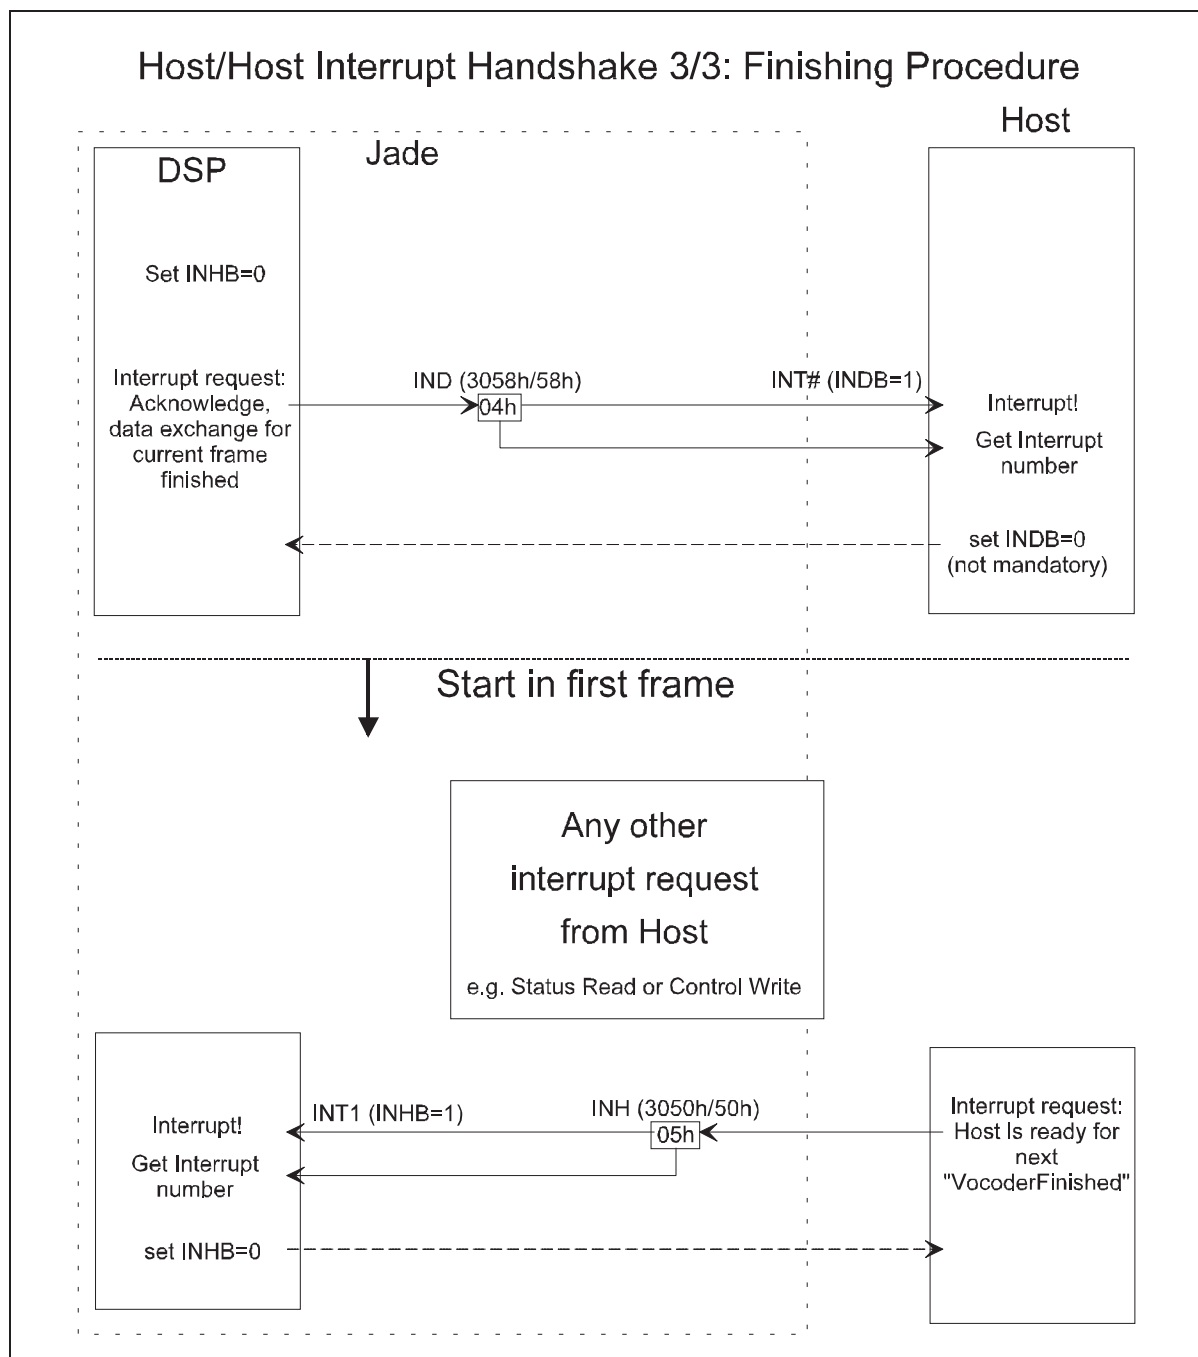 Host/Host Interrupt Handshake 3/3: Finishing Procedure
Host
Jade
DSP
Set INHB=0
Interrupt request:
Acknowledge,
data exchange for
current frame
finished
IND (3058h/58h)
04h
INT# (INDB=1)
Interrupt!
Get Interrupt
number
set INDB=0
(not mandatory)
Start in first frame
Any other
interrupt request
from Host
e.g. Status Read or Control Write
Interrupt!
Get Interrupt
number
set INHB=0
INT1 (INHB=1)
INH (3050h/50h)
05h
Interrupt request:
Host Is ready for
next
"VocoderFinished"